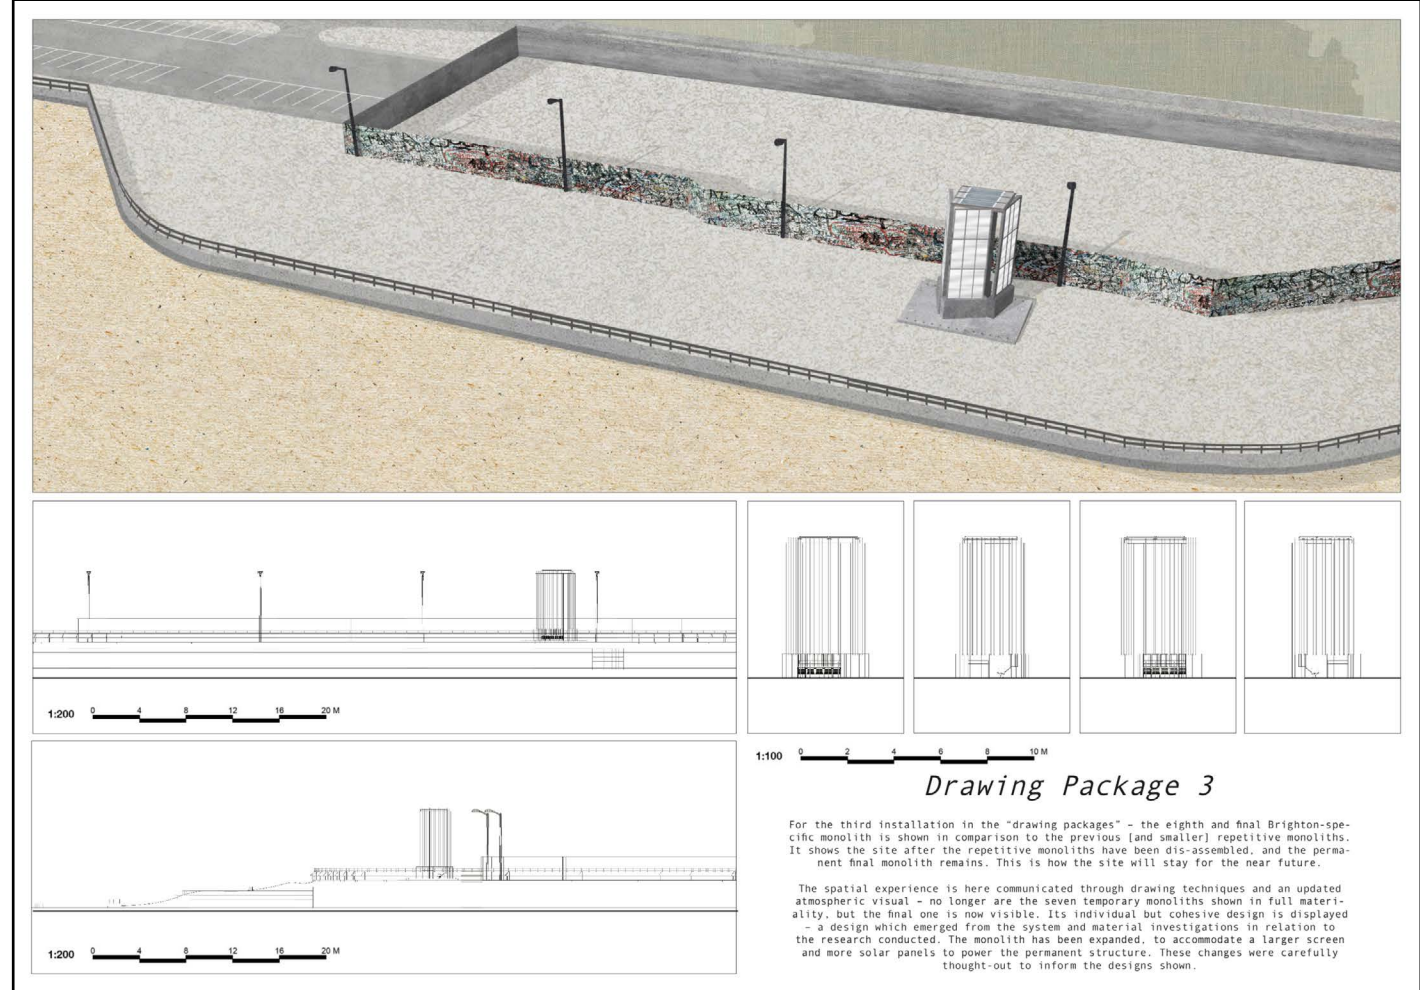 1:200 0 4 8 12 16 20 M
1:100 0 2 4 6 8 10 M
1:200 0 4 8 12 16 20 M
Drawing Package 3
For the third installation in the “drawing packages” – the eighth and final Brighton-spe-
cific monolith is shown in comparison to the previous [and smaller] repetitive monoliths.
It shows the site after the repetitive monoliths have been dis-assembled, and the perma-
nent final monolith remains. This is how the site will stay for the near future.
The spatial experience is here communicated through drawing techniques and an updated
atmospheric visual – no longer are the seven temporary monoliths shown in full materi-
ality, but the final one is now visible. Its individual but cohesive design is displayed
– a design which emerged from the system and material investigations in relation to
the research conducted. The monolith has been expanded, to accommodate a larger screen
and more solar panels to power the permanent structure. These changes were carefully
thought-out to inform the designs shown.